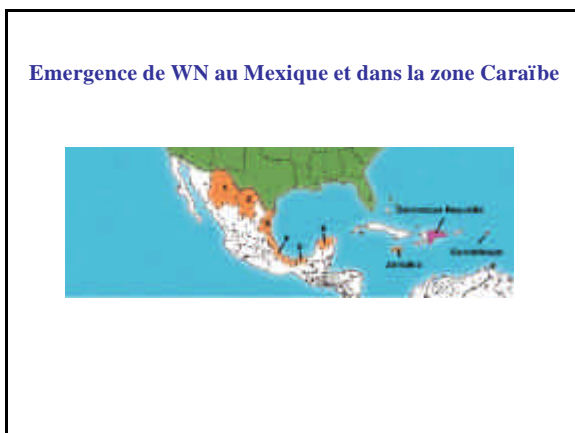 Emergence de WN au Mexique et dans la zone Caraïbe
Dominican Republic
Guadeloupe
Jamaica